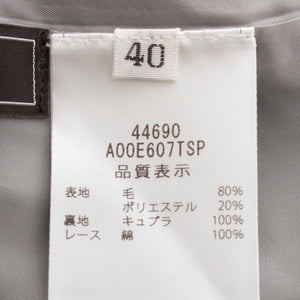 40
44690
A00E607TSP
品質表示
表地 毛 80%
ポリエステル 20%
裏地 キュプラ 100%
レース 綿 100%